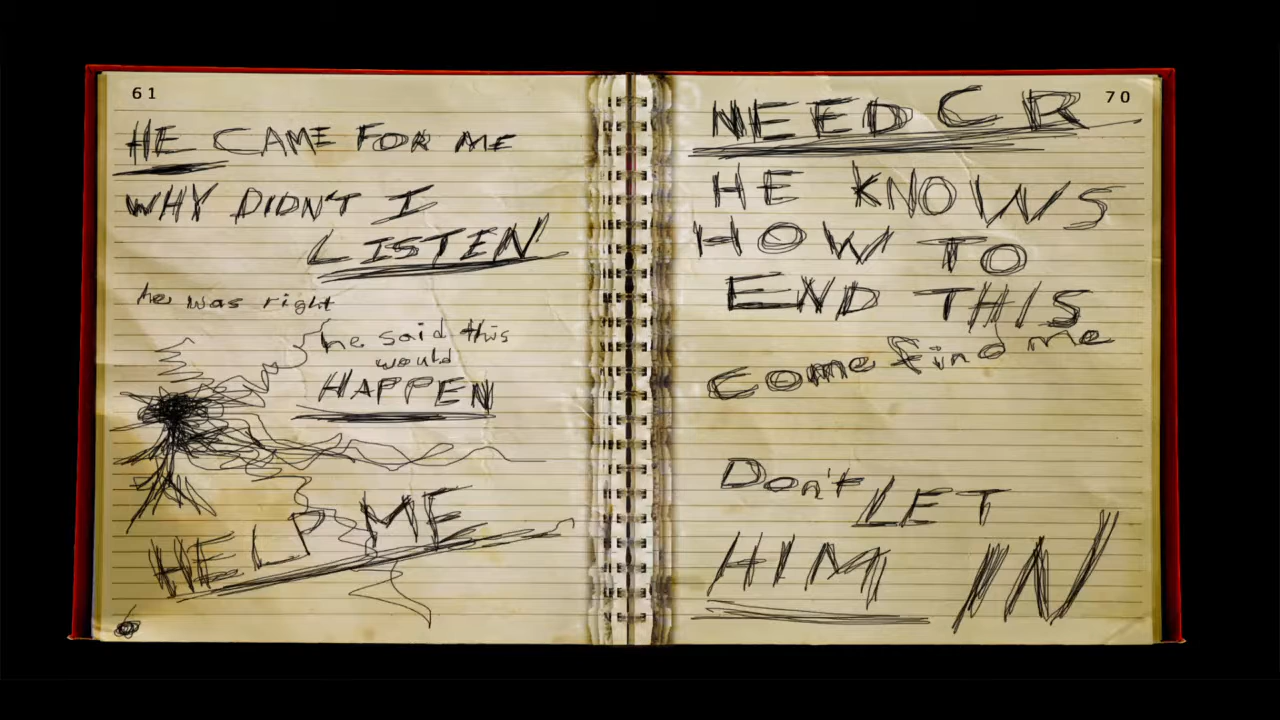 61
HE CAME FOR ME
WHY DIDN'T I
LISTEN
he was right
he said this
would
HAPPEN
HELP ME
70
NEED CR
HE KNOWS
HOW TO
END THIS
come find me
Don't LET
HIM IN